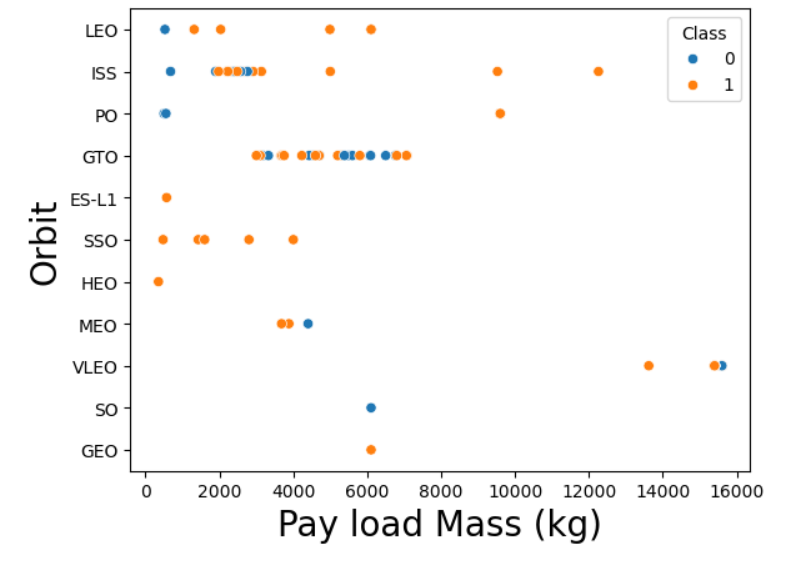 LEO
ISS
PO
GTO
ES-L1
SSO
HEO
MEO
VLEO
SO
GEO
Orbit
Class
0
1
0 2000 4000 6000 8000 10000 12000 14000 16000
Pay load Mass (kg)